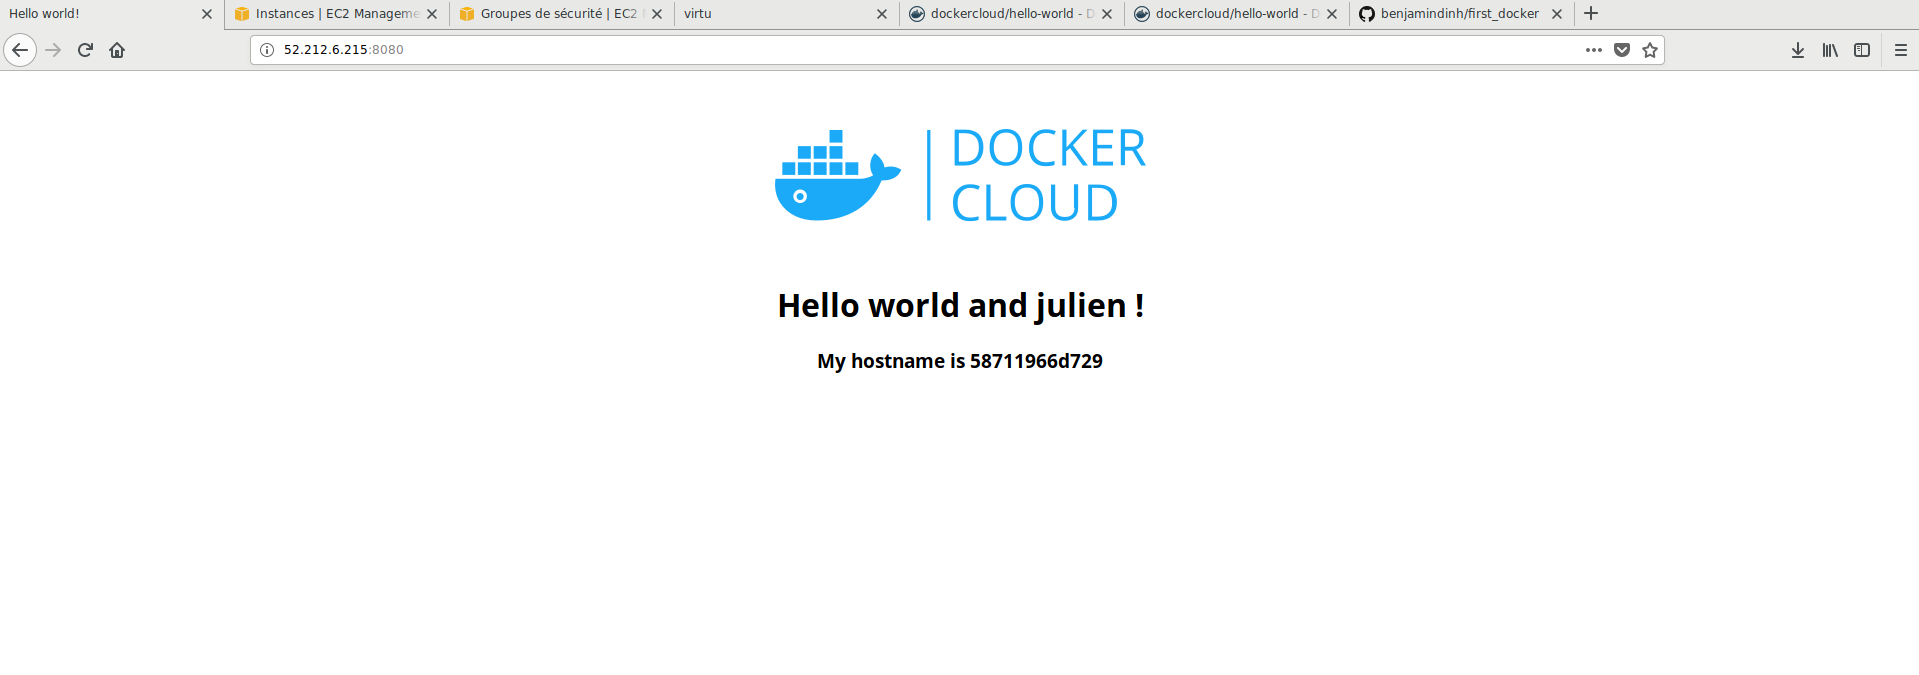 Hello world!
Instances | EC2 Manageme
Groupes de sécurité | EC2
virtu
dockercloud/hello-world - D
dockercloud/hello-world - D
benjamindinh/first_docker
52.212.6.215:8080
DOCKER
CLOUD
Hello world and julien !
My hostname is 58711966d729